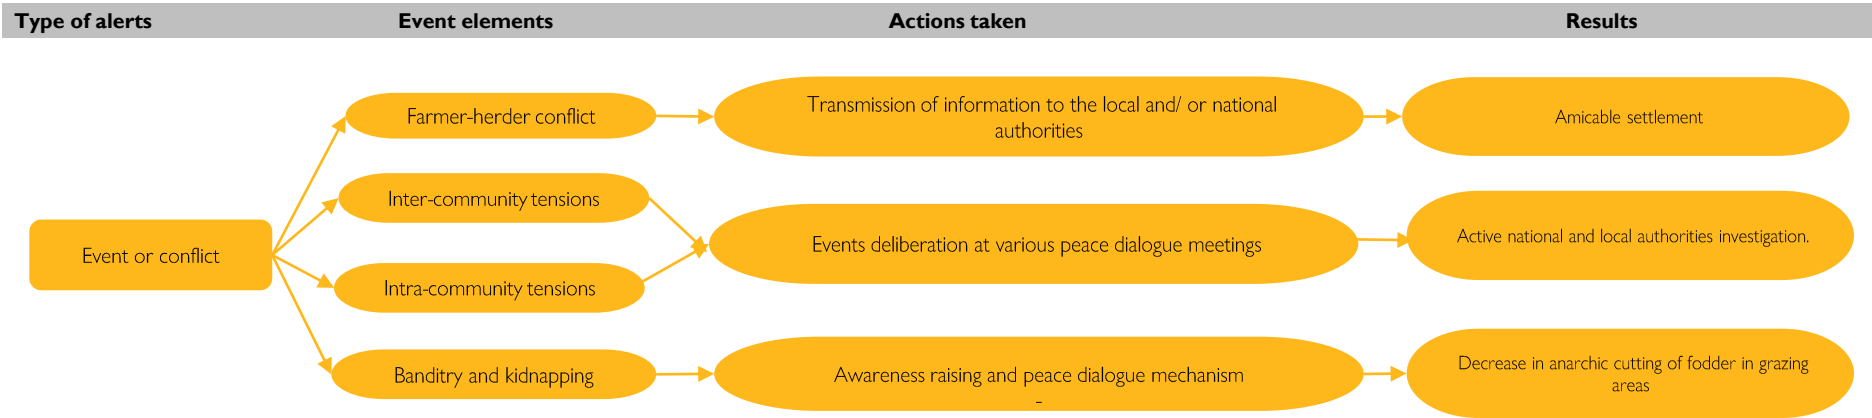 Type of alerts
Event elements
Actions taken
Results
Event or conflict
Farmer-herder conflict
Transmission of information to the local and/ or national
authorities
Amicable settlement
Inter-community tensions
Intra-community tensions
Events deliberation at various peace dialogue meetings
Active national and local authorities investigation.
Banditry and kidnapping
Awareness raising and peace dialogue mechanism
-
Decrease in anarchic cutting of fodder in grazing
areas